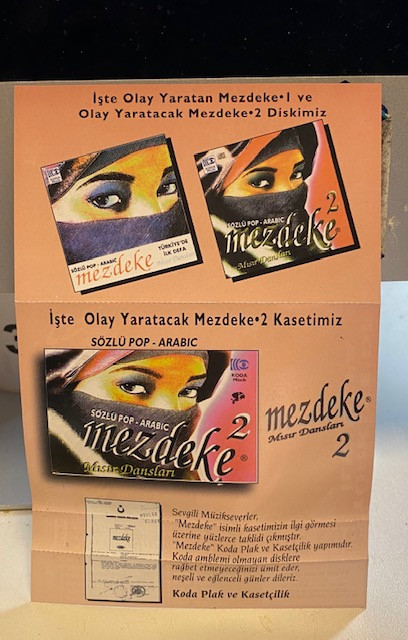 İşte Olay Yaratan Mezdeke•1 ve
Olay Yaratacak Mezdeke•2 Diskimiz
TÜRKİYE'DE
İLK DEFA
SÖZLÜ POP - ARABIC
mezdeke
Mısır Dansları
SÖZLÜ POP - ARABIC
mezdeke 2
Mısır Dansları
İşte Olay Yaratacak Mezdeke•2 Kasetimiz
SÖZLÜ POP - ARABIC
KODA
Müzik
SÖZLÜ POP - ARABIC
mezdeke 2 ®
Mısır Dansları
mezdeke®
2
mezdeke
Sevgili Müzikseverler,
"Mezdeke" isimli kasetimizin ilgi görmesi
üzerine yüzlerce taklidi çıkmıştır.
"Mezdeke" Koda Plak ve Kasetçilik yapımıdır.
Koda amblemi olmayan disklere
rağbet etmeyeceğinizi ümit eder,
neşeli ve eğlenceli günler dileriz.
Koda Plak ve Kasetçilik